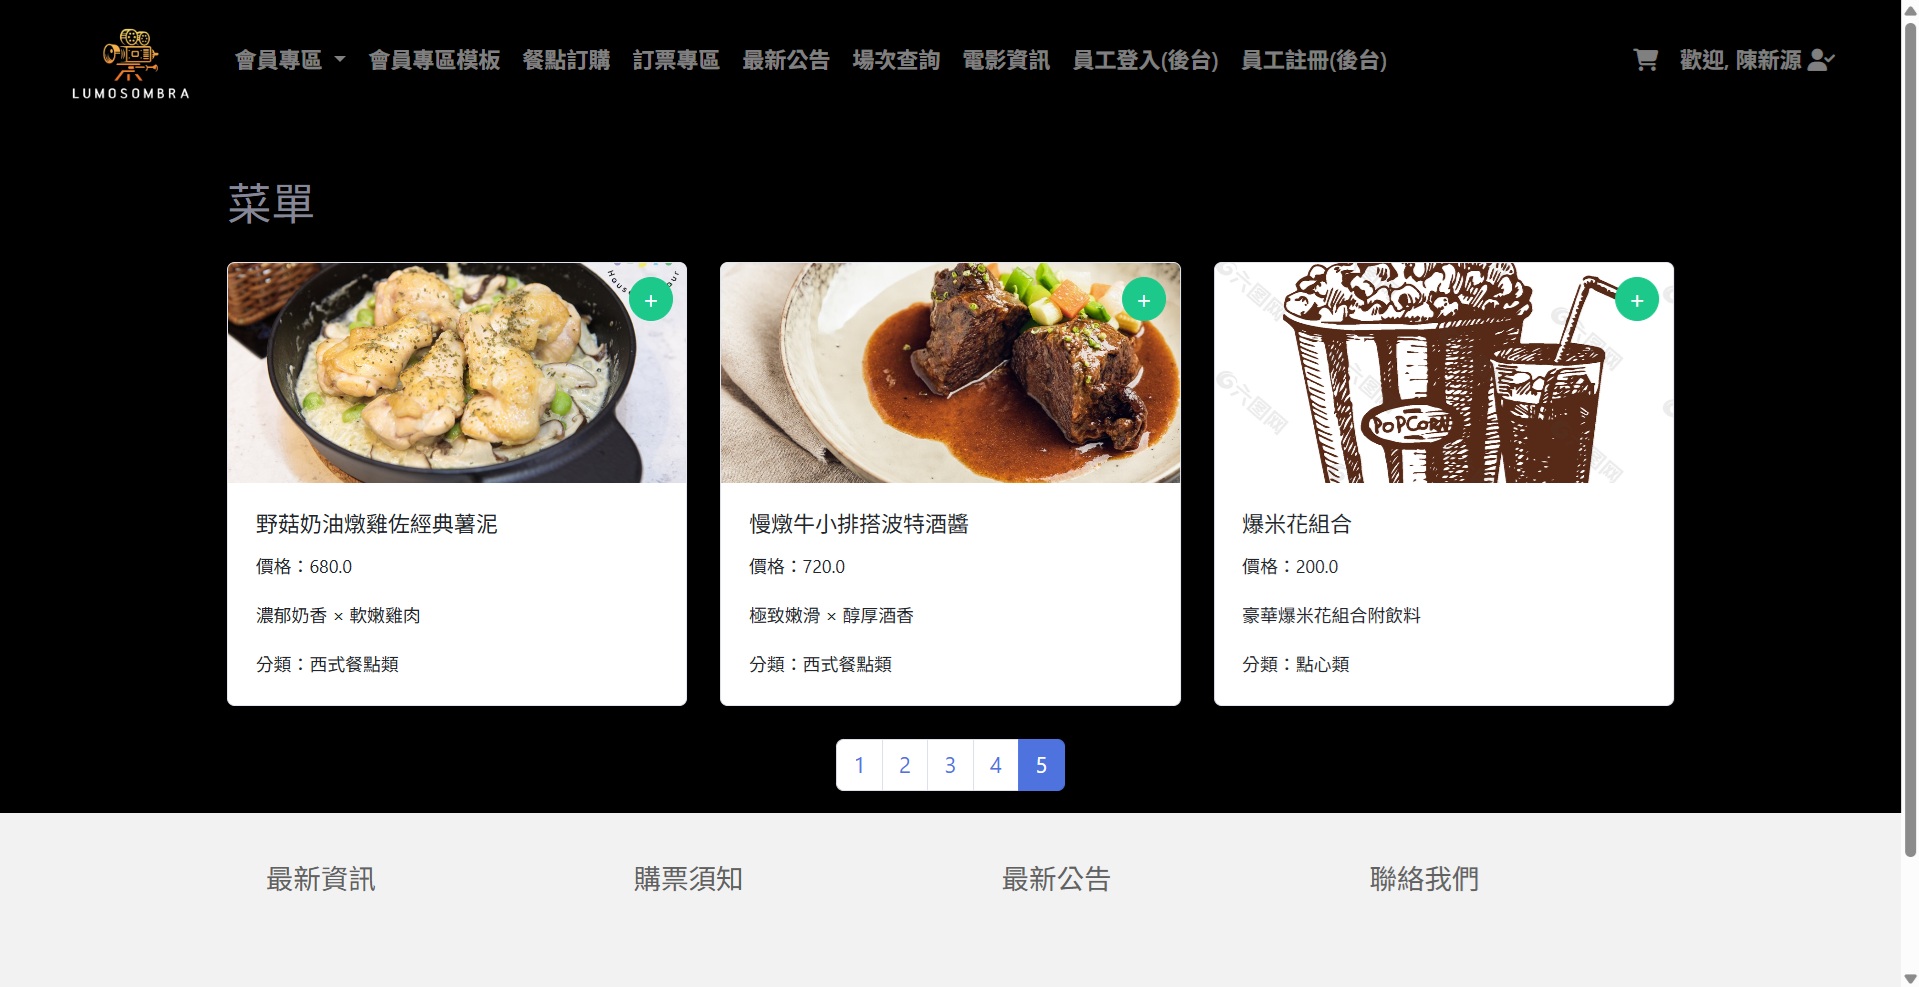 LUMOSOMBRA
會員專區 會員專區模板 餐點訂購 訂票專區 最新公告 場次查詢 電影資訊 員工登入(後台) 員工註冊(後台) 歡迎, 陳新源
菜單
+
野菇奶油燉雞佐經典薯泥
價格：680.0
濃郁奶香 × 軟嫩雞肉
分類：西式餐點類
+
慢燉牛小排搭波特酒醬
價格：720.0
極致嫩滑 × 醇厚酒香
分類：西式餐點類
六图网
+
POPCORN
爆米花組合
價格：200.0
豪華爆米花組合附飲料
分類：點心類
1 2 3 4 5
最新資訊 購票須知 最新公告 聯絡我們